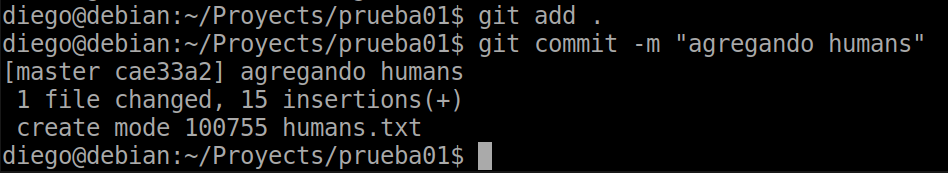 diego@debian:~/Proyects/prueba01$ git add .
diego@debian:~/Proyects/prueba01$ git commit -m "agregando humans"
[master cae33a2] agregando humans
 1 file changed, 15 insertions(+)
 create mode 100755 humans.txt
diego@debian:~/Proyects/prueba01$